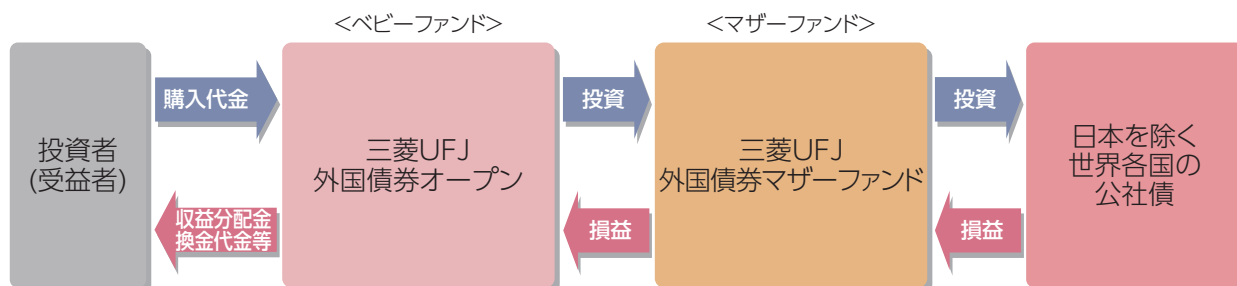 <ベビーファンド>
<マザーファンド>
投資者
(受益者)
購入代金
収益分配金
換金代金等
三菱UFJ
外国債券オープン
投資
損益
三菱UFJ
外国債券マザーファンド
投資
損益
日本を除く
世界各国の
公社債